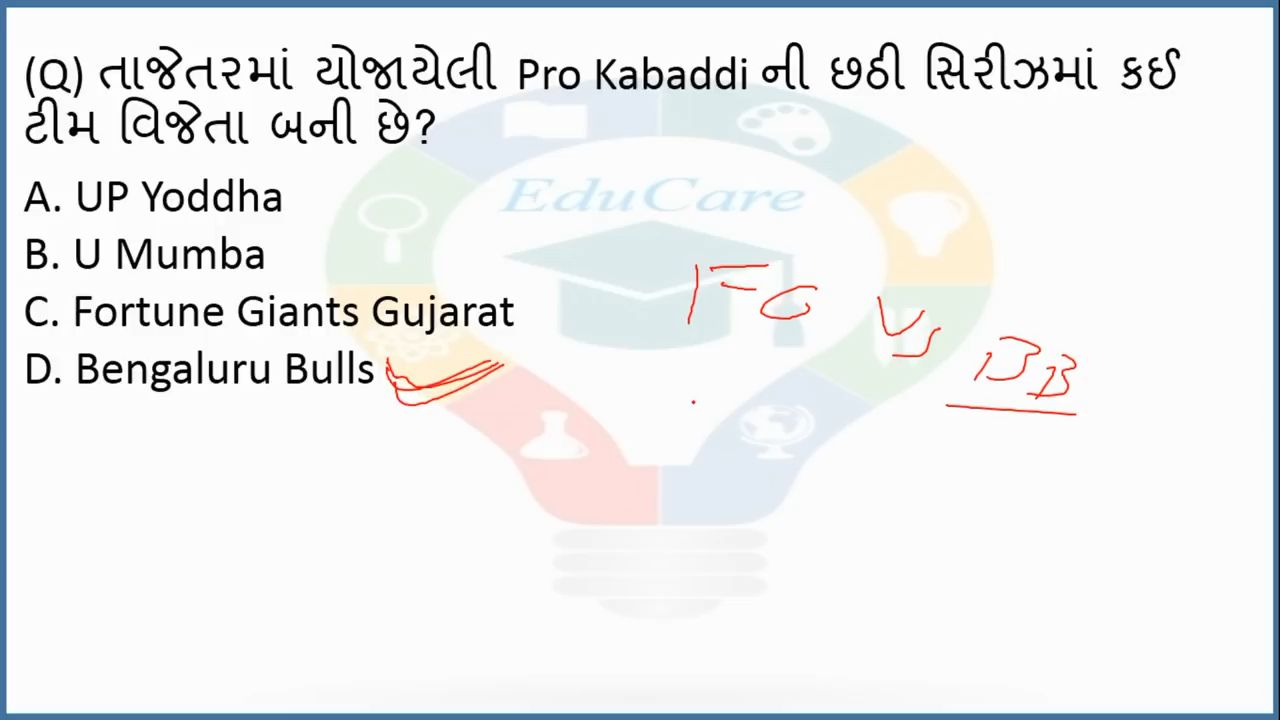 (Q) તાજેતરમાં યોજાયેલી Pro Kabaddi ની છઠી સિરીઝમાં કઈ
ટીમ વિજેતા બની છે?
A. UP Yoddha
B. U Mumba
C. Fortune Giants Gujarat
D. Bengaluru Bulls
EduCare
FG Vs BB